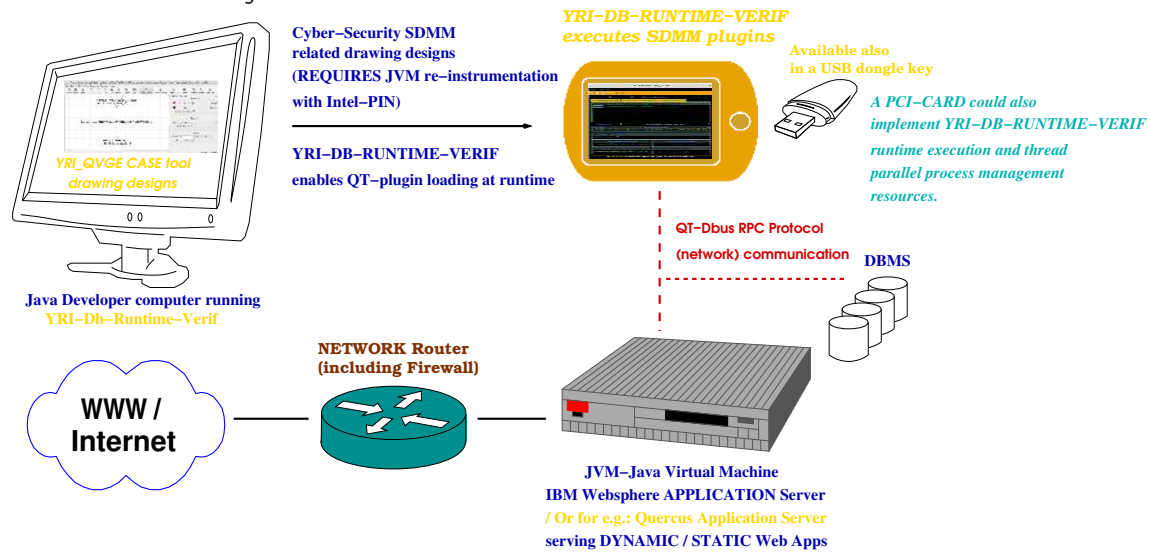 Cyber-Security SDMM
related drawing designs
(REQUIRES JVM re-instrumentation
with Intel-PIN)
YRI-DB-RUNTIME-VERIF
enables QT-plugin loading at runtime
YRI-DB-RUNTIME-VERIF
executes SDMM plugins
Available also
in a USB dongle key
A PCI-CARD could also
implement YRI-DB-RUNTIME-VERIF
runtime execution and thread
parallel process management
resources.
YRI_QVGE CASE tool
drawing designs
Java Developer computer running
YRI-Db-Runtime-Verif
QT-Dbus RPC Protocol
(network) communication
DBMS
NETWORK Router
(including Firewall)
WWW /
Internet
JVM-Java Virtual Machine
IBM Websphere APPLICATION Server
/ Or for e.g.: Quercus Application Server
serving DYNAMIC / STATIC Web Apps